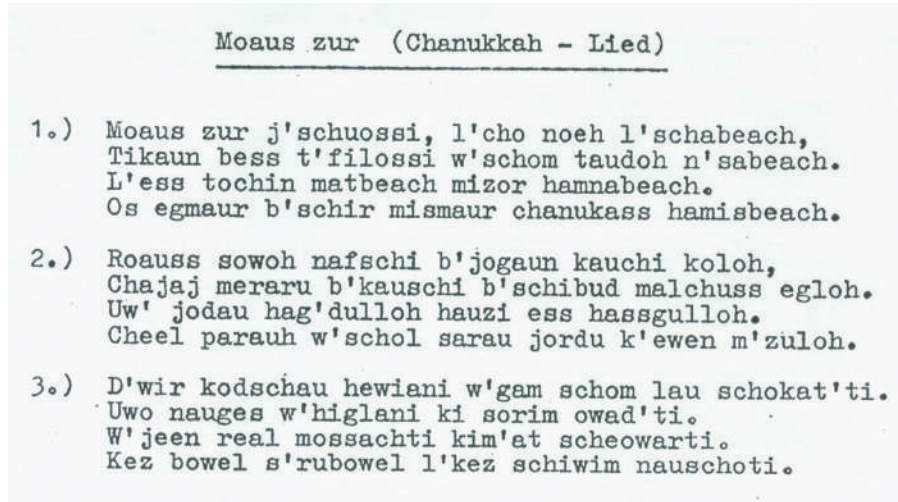 Moaus zur (Chanukkah - Lied)
1.) Moaus zur j'schuossi, l'cho noeh l'schabeach,
Tikaun bess t'filossi w'schom taudoh n'sabeach.
L'ess tochin matbeach mizor hamnabeach.
Os egmaur b'schir mismaur chanukass hamisbeach.
2.) Roauss sowoh nafschi b'jogaun kauchi koloh,
Chajaj meraru b'kauschi b'schibud malchuss egloh.
Uw' jodau hag'dulloh hauzi ess hassgulloh.
Cheel parauh w'schol sarau jordu k'ewen m'zuloh.
3.) D'wir kodschau hewiani w'gam schom lau schokat'ti.
Uwo nauges w'higlani ki sorim owad'ti.
W'jeen real mossachti kim'at scheowarti.
Kez bowel s'rubowel l'kez schiwim nauschoti.